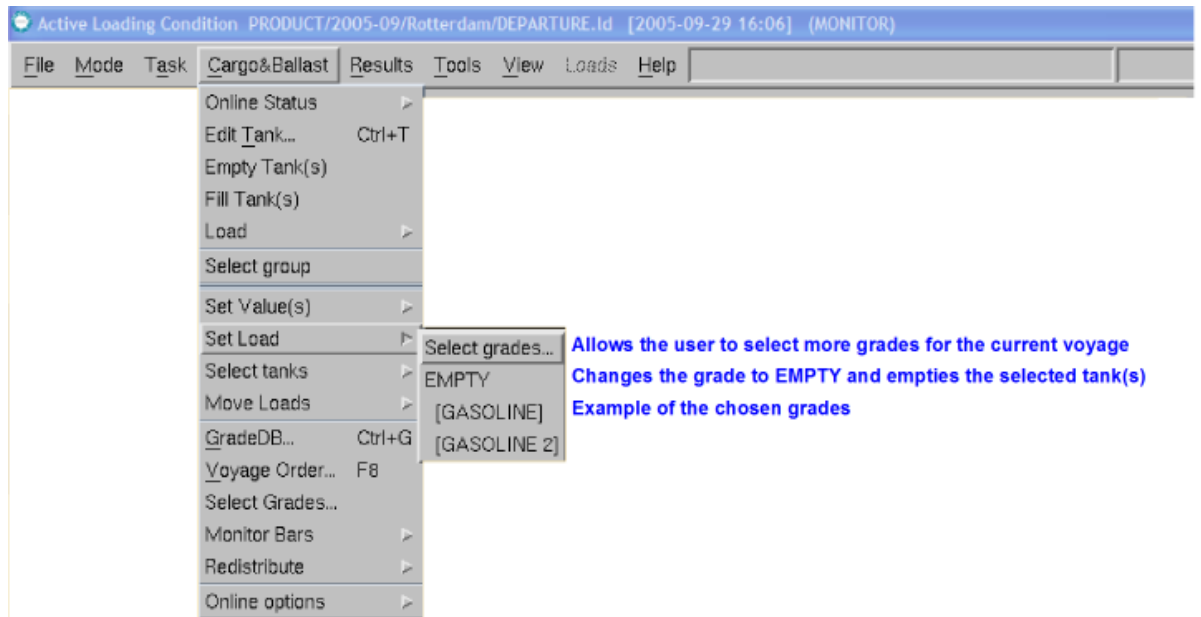 Active Loading Condition PRODUCT/2005-09/Rotterdam/DEPARTURE.ld [2005-09-29 16:06] (MONITOR)
File Mode Task Cargo&Ballast Results Tools View Loads Help
Online Status
Edit Tank... Ctrl+T
Empty Tank(s)
Fill Tank(s)
Load
Select group
Set Value(s)
Set Load
Select tanks
Move Loads
GradeDB... Ctrl+G
Voyage Order... F8
Select Grades...
Monitor Bars
Redistribute
Online options
Select grades... Allows the user to select more grades for the current voyage
EMPTY Changes the grade to EMPTY and empties the selected tank(s)
[GASOLINE] Example of the chosen grades
[GASOLINE 2]